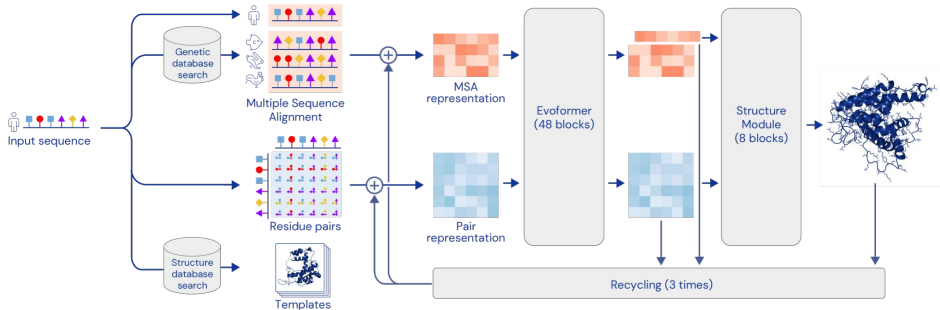 Input sequence
Genetic
database
search
Multiple Sequence
Alignment
Residue pairs
Structure
database
search
Templates
MSA
representation
Pair
representation
Evoformer
(48 blocks)
Structure
Module
(8 blocks)
Recycling (3 times)